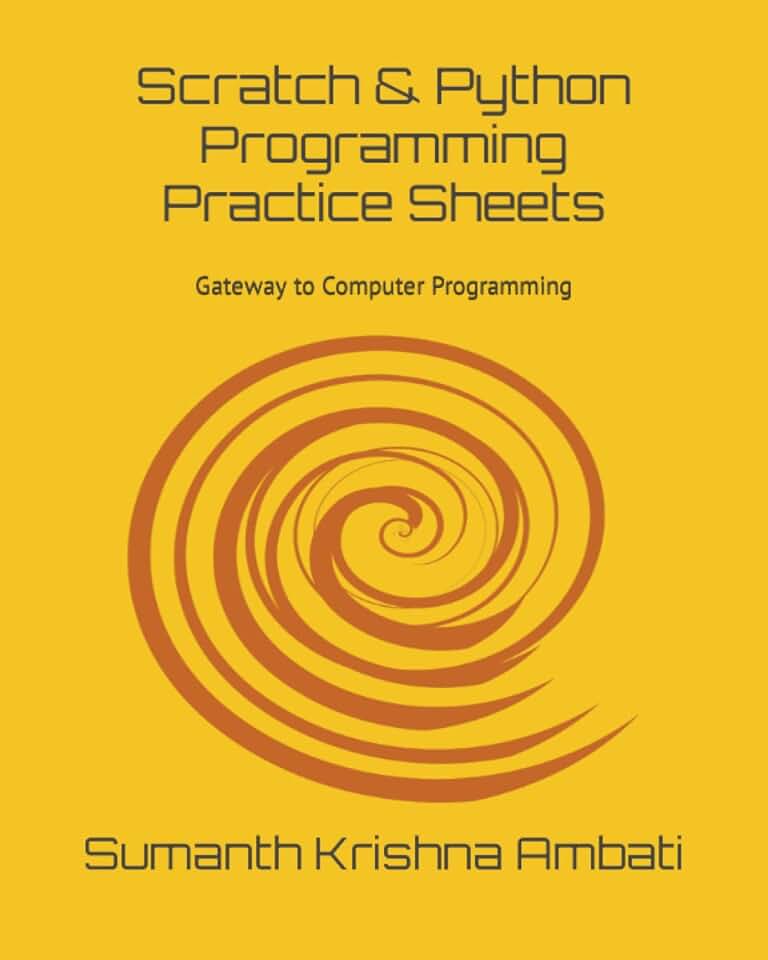 Scratch & Python
Programming
Practice Sheets
Gateway to Computer Programming
Sumanth Krishna Ambati